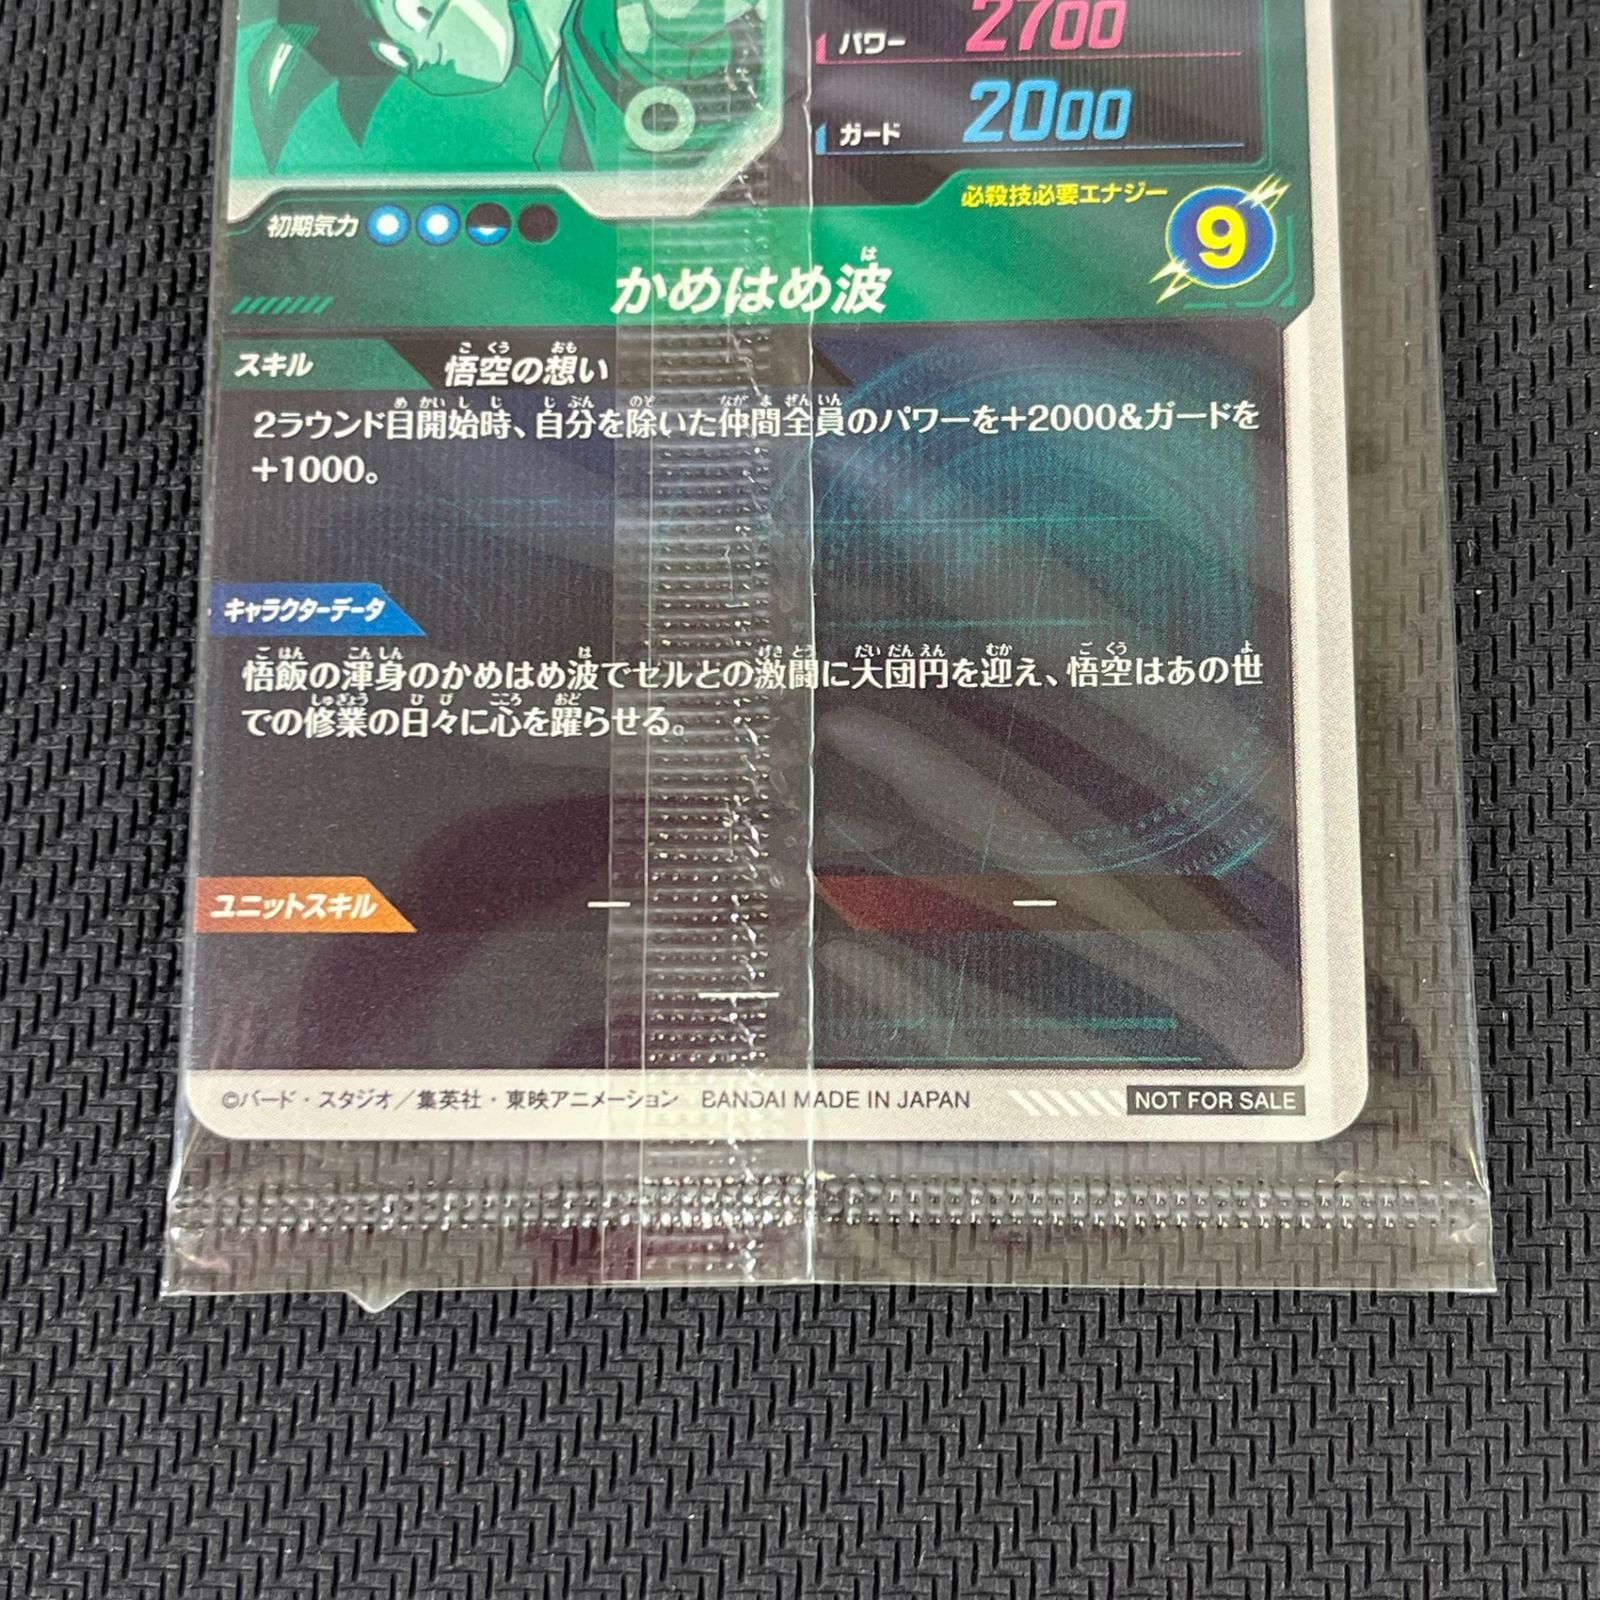 パワー 2700
ガード 2000
必殺技必要エナジー 9
初期気力
かめはめ波
スキル 悟空の想い
2ラウンド目開始時、自分を除いた仲間全員のパワーを+2000&ガードを
+1000。
キャラクターデータ
悟飯の渾身のかめはめ波でセルとの激闘に大団円を迎え、悟空はあの世
での修業の日々に心を躍らせる。
ユニットスキル ー ー
©バード・スタジオ／集英社・東映アニメーション BANDAI MADE IN JAPAN NOT FOR SALE